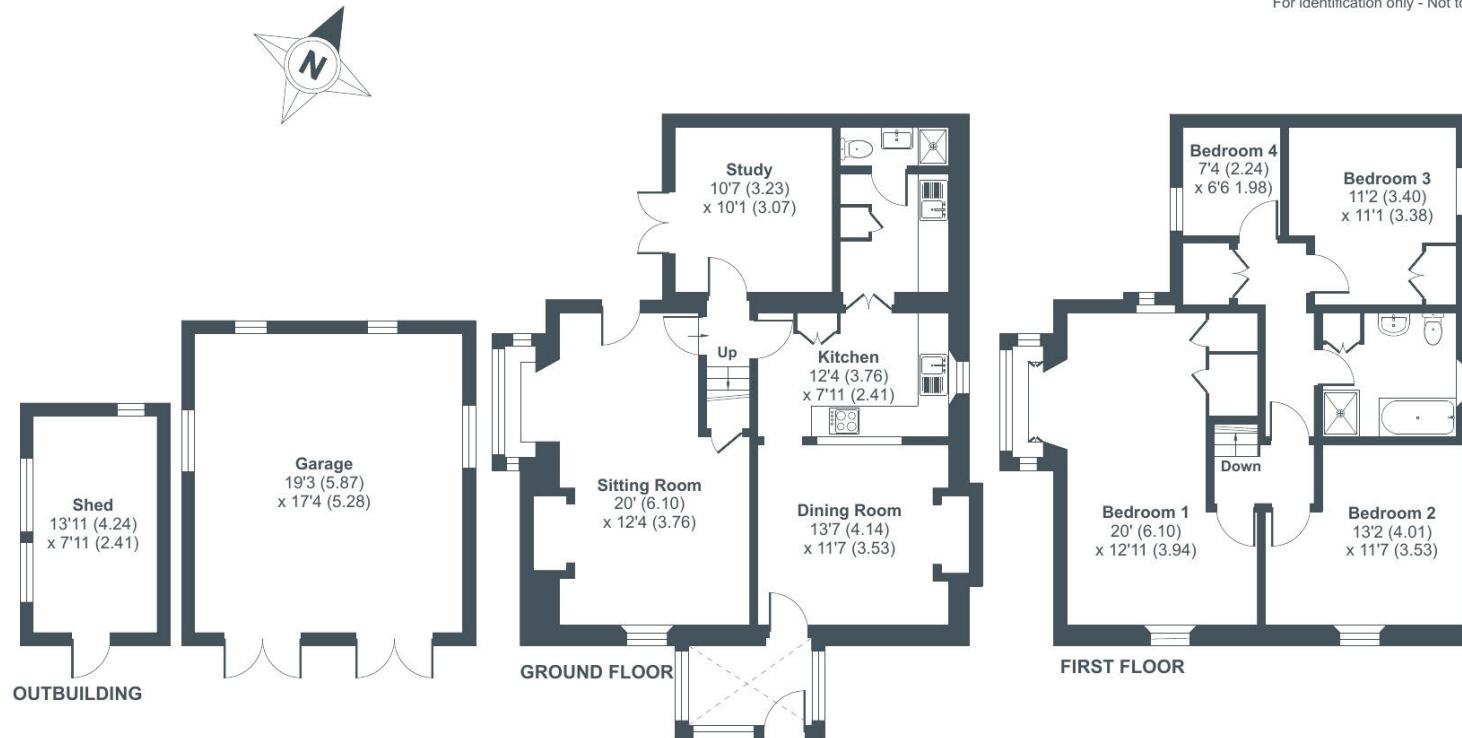 For identification only - Not to
N
Study
10'7 (3.23)
x 10'1 (3.07)
Bedroom 4
7'4 (2.24)
x 6'6 1.98)
Bedroom 3
11'2 (3.40)
x 11'1 (3.38)
Up
Kitchen
12'4 (3.76)
x 7'11 (2.41)
Garage
19'3 (5.87)
x 17'4 (5.28)
Shed
13'11 (4.24)
x 7'11 (2.41)
Sitting Room
20' (6.10)
x 12'4 (3.76)
Dining Room
13'7 (4.14)
x 11'7 (3.53)
Down
Bedroom 1
20' (6.10)
x 12'11 (3.94)
Bedroom 2
13'2 (4.01)
x 11'7 (3.53)
OUTBUILDING
GROUND FLOOR
FIRST FLOOR